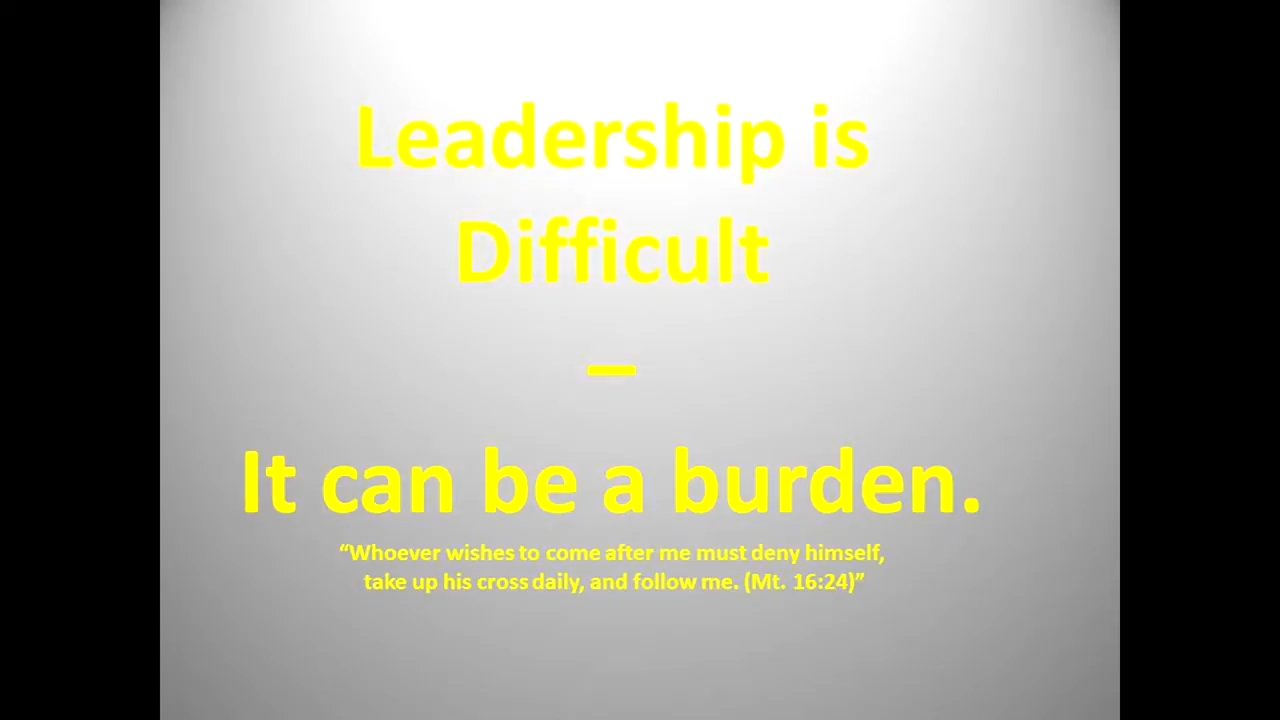 Leadership is
Difficult
–
It can be a burden.
“Whoever wishes to come after me must deny himself,
take up his cross daily, and follow me. (Mt. 16:24)”